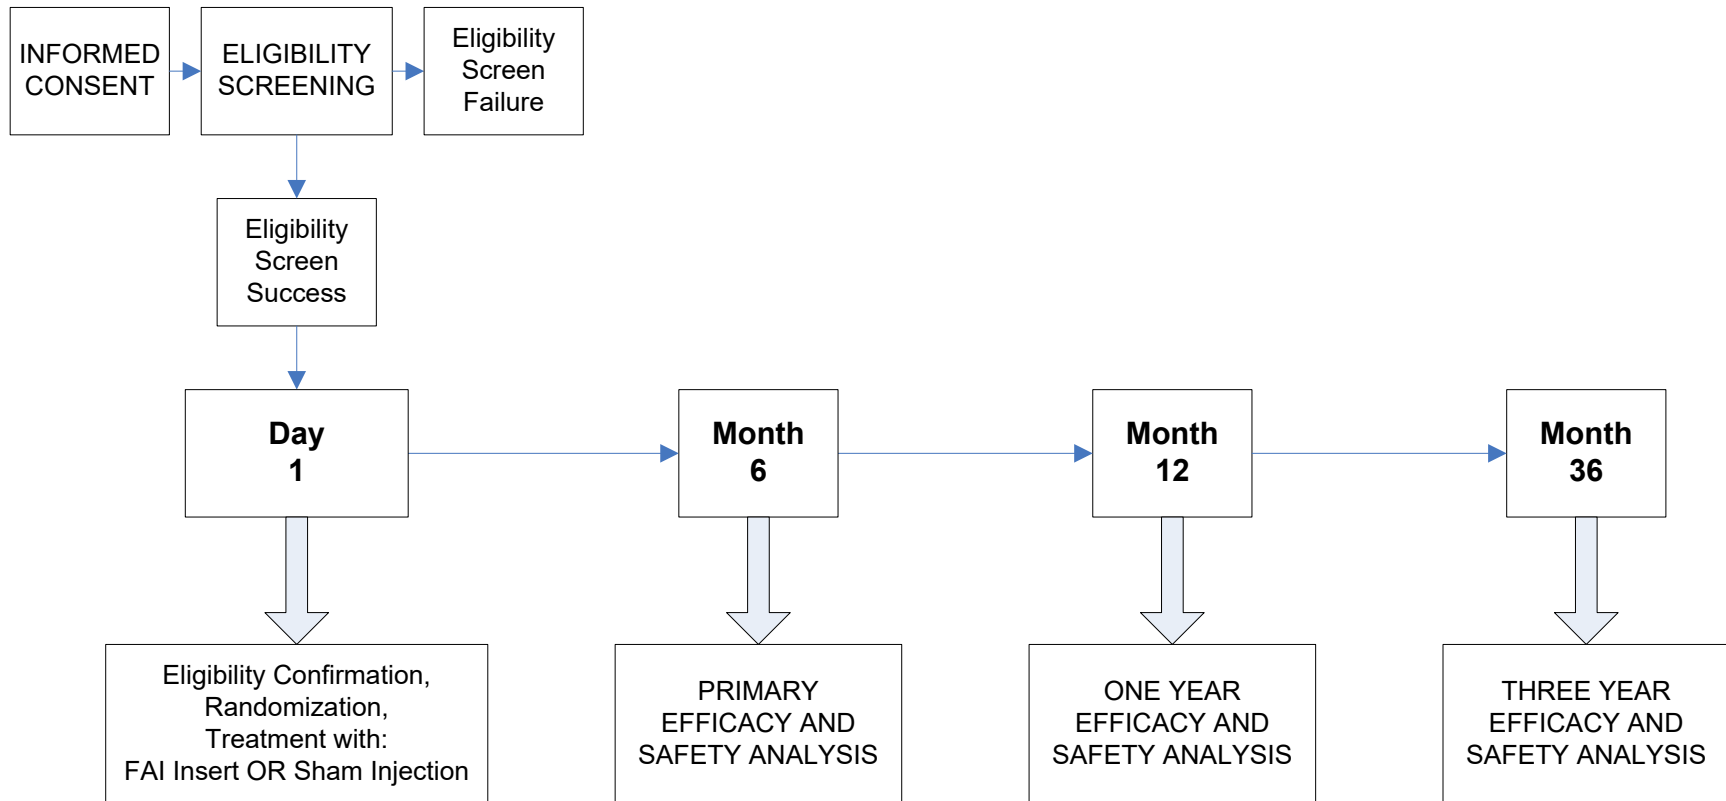 INFORMED
CONSENT
ELIGIBILITY
SCREENING
Eligibility
Screen
Failure
Eligibility
Screen
Success
Day
1
Month
6
Month
12
Month
36
Eligibility Confirmation,
Randomization,
Treatment with:
FAI Insert OR Sham Injection
PRIMARY
EFFICACY AND
SAFETY ANALYSIS
ONE YEAR
EFFICACY AND
SAFETY ANALYSIS
THREE YEAR
EFFICACY AND
SAFETY ANALYSIS